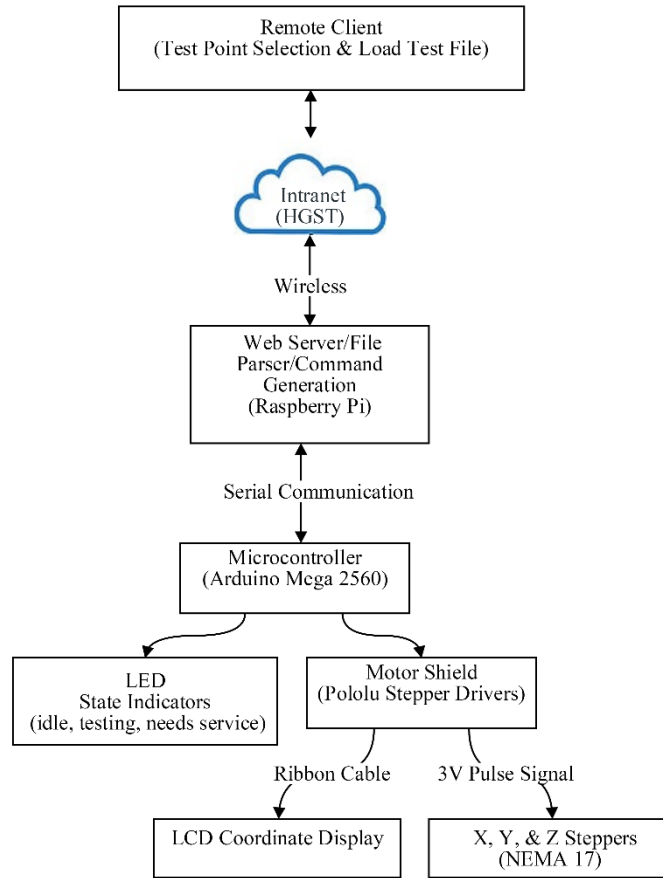 Remote Client
(Test Point Selection & Load Test File)
Intranet
(HGST)
Wireless
Web Server/File
Parser/Command
Generation
(Raspberry Pi)
Serial Communication
Microcontroller
(Arduino Mega 2560)
LED
State Indicators
(idle, testing, needs service)
Motor Shield
(Pololu Stepper Drivers)
Ribbon Cable
3V Pulse Signal
LCD Coordinate Display
X, Y, & Z Steppers
(NEMA 17)